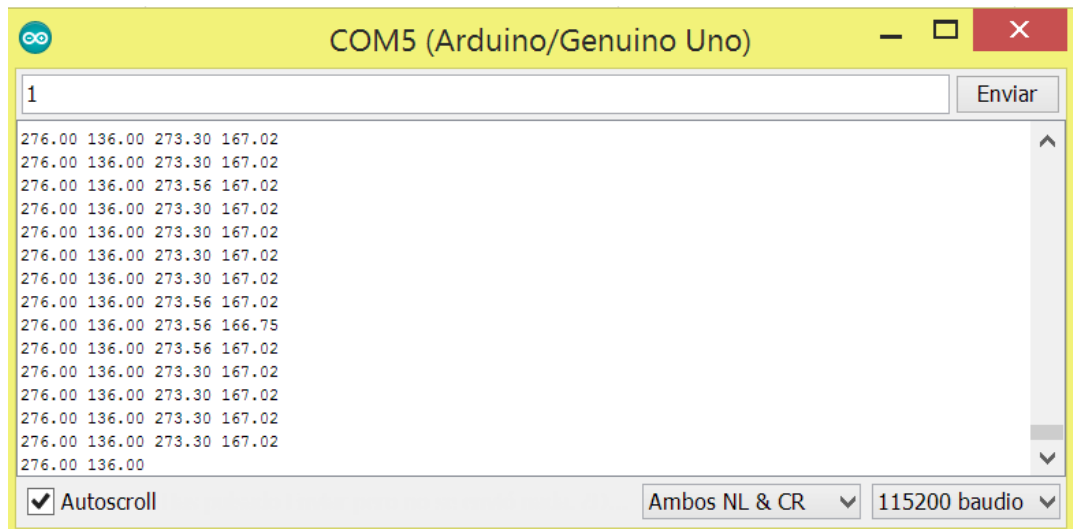 COM5 (Arduino/Genuino Uno)
1
Enviar
276.00 136.00 273.30 167.02
276.00 136.00 273.30 167.02
276.00 136.00 273.56 167.02
276.00 136.00 273.30 167.02
276.00 136.00 273.30 167.02
276.00 136.00 273.30 167.02
276.00 136.00 273.30 167.02
276.00 136.00 273.56 167.02
276.00 136.00 273.56 166.75
276.00 136.00 273.56 167.02
276.00 136.00 273.30 167.02
276.00 136.00 273.30 167.02
276.00 136.00 273.30 167.02
276.00 136.00 273.30 167.02
276.00 136.00
Autoscroll
Ambos NL & CR
115200 baudio